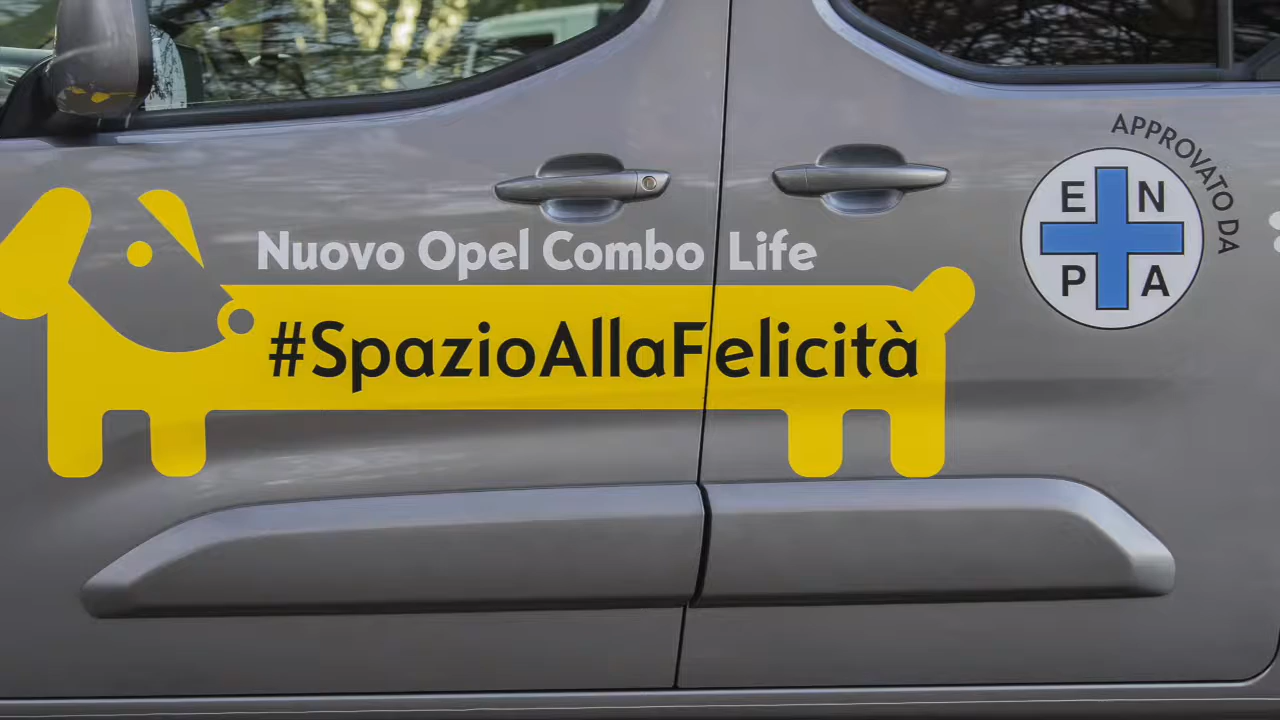 Nuovo Opel Combo Life
#SpazioAllaFelicità
APPROVATO DA
E N
P A